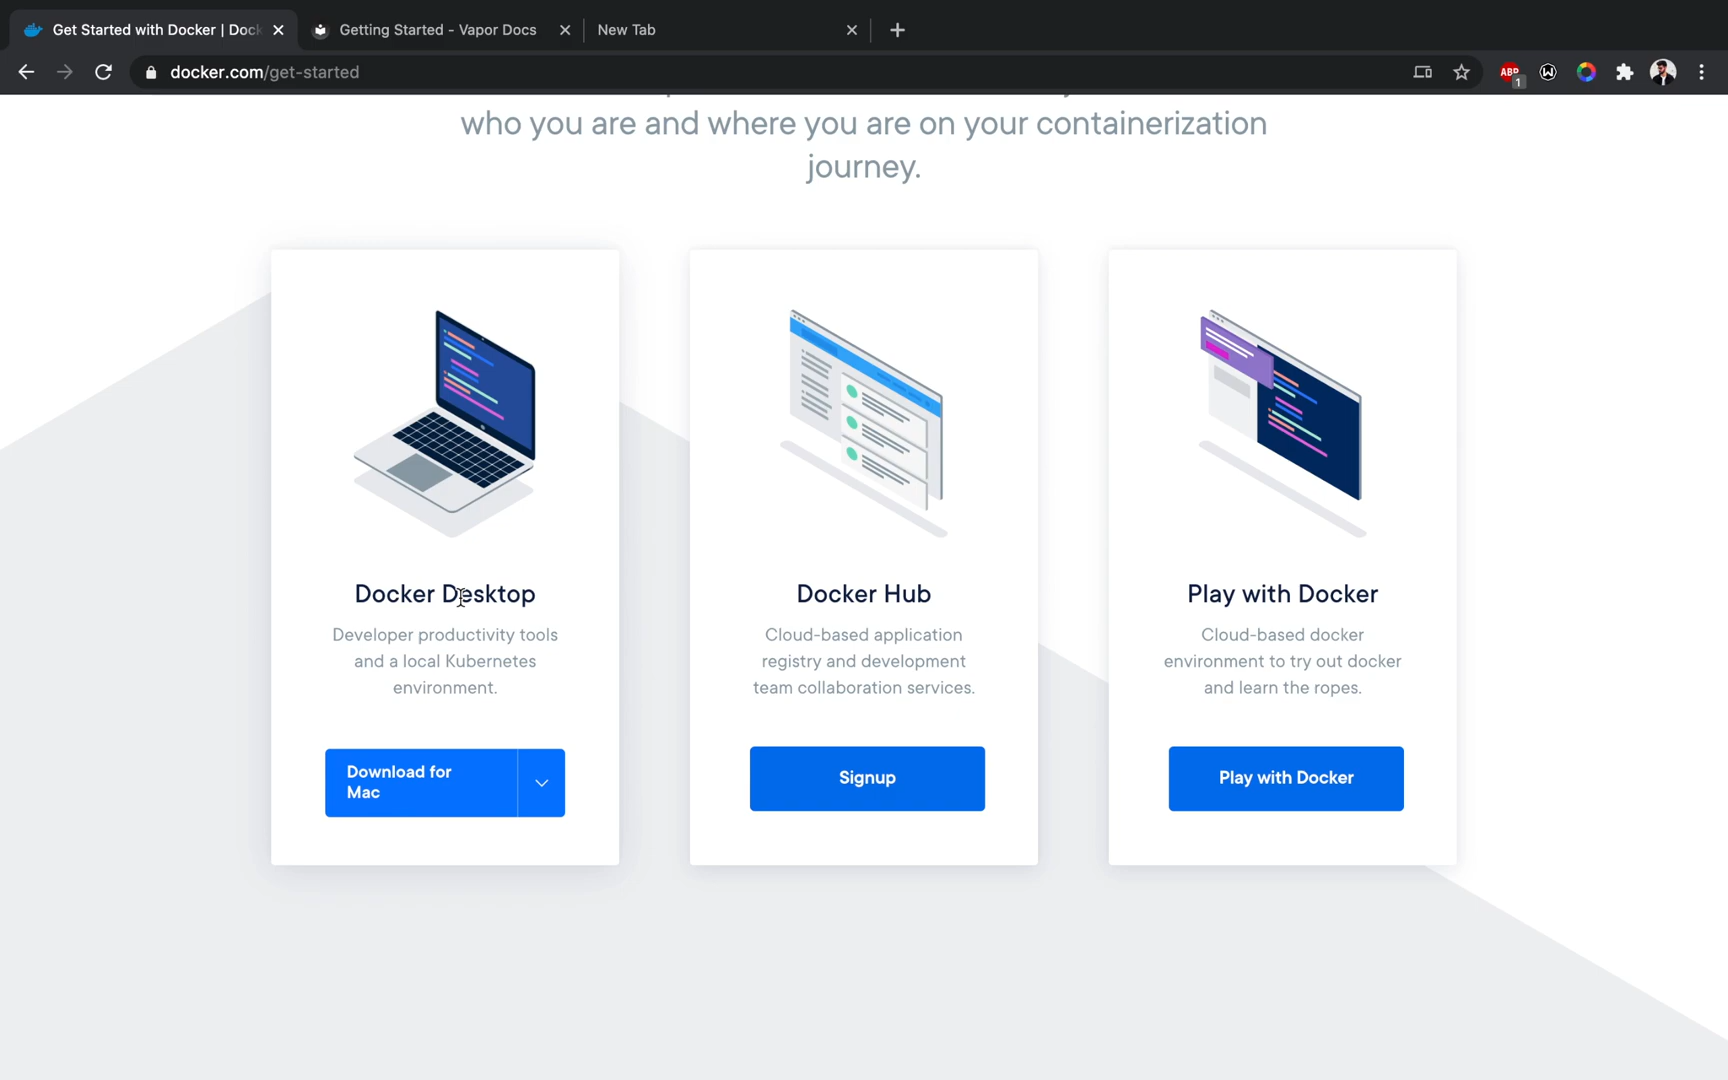 Get Started with Docker | Dock
Getting Started - Vapor Docs
New Tab
docker.com/get-started
ABP
1
who you are and where you are on your containerization
journey.
Docker Desktop
Developer productivity tools
and a local Kubernetes
environment.
Download for
Mac
Docker Hub
Cloud-based application
registry and development
team collaboration services.
Signup
Play with Docker
Cloud-based docker
environment to try out docker
and learn the ropes.
Play with Docker